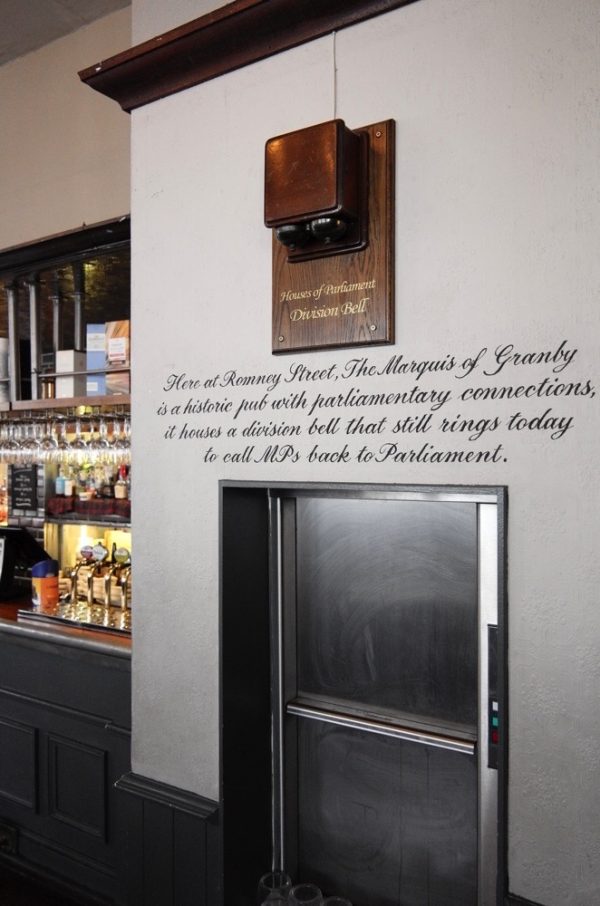 Houses of Parliament
Division Bell
Here at Romney Street, The Marquis of Granby
is a historic pub with parliamentary connections,
it houses a division bell that still rings today
to call MPs back to Parliament.